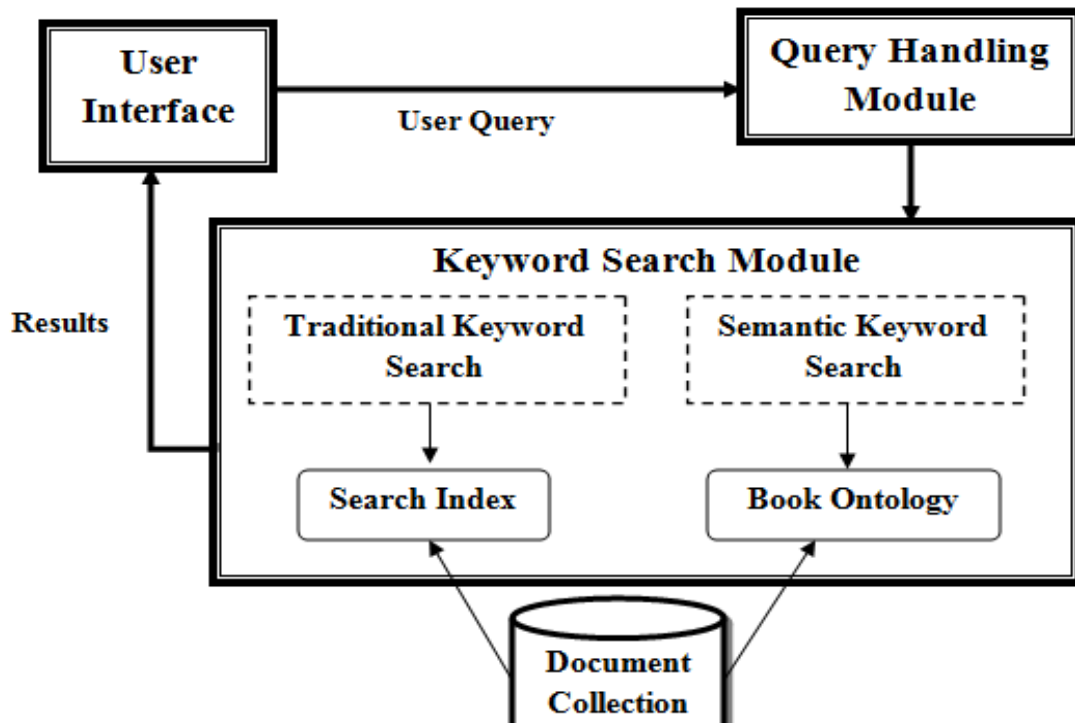 User
Interface
User Query
Query Handling
Module
Keyword Search Module
Results
Traditional Keyword
Search
Semantic Keyword
Search
Search Index
Book Ontology
Document
Collection